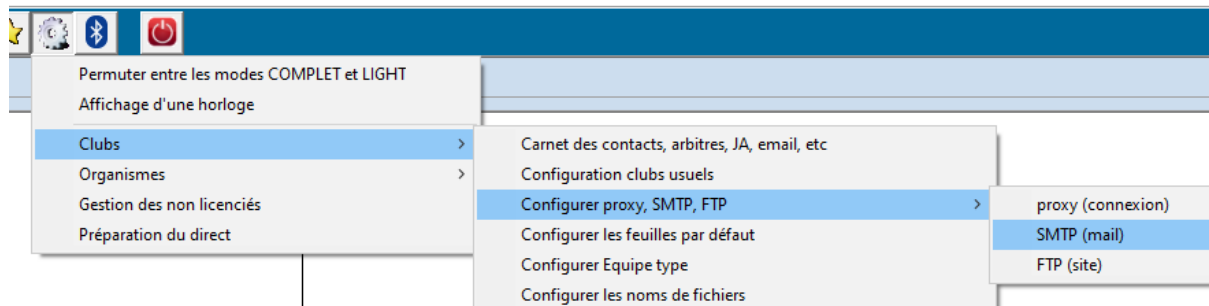 Permuter entre les modes COMPLET et LIGHT
Affichage d'une horloge
Clubs
Organismes
Gestion des non licenciés
Préparation du direct
Carnet des contacts, arbitres, JA, email, etc
Configuration clubs usuels
Configurer proxy, SMTP, FTP
Configurer les feuilles par défaut
Configurer Equipe type
Configurer les noms de fichiers
proxy (connexion)
SMTP (mail)
FTP (site)